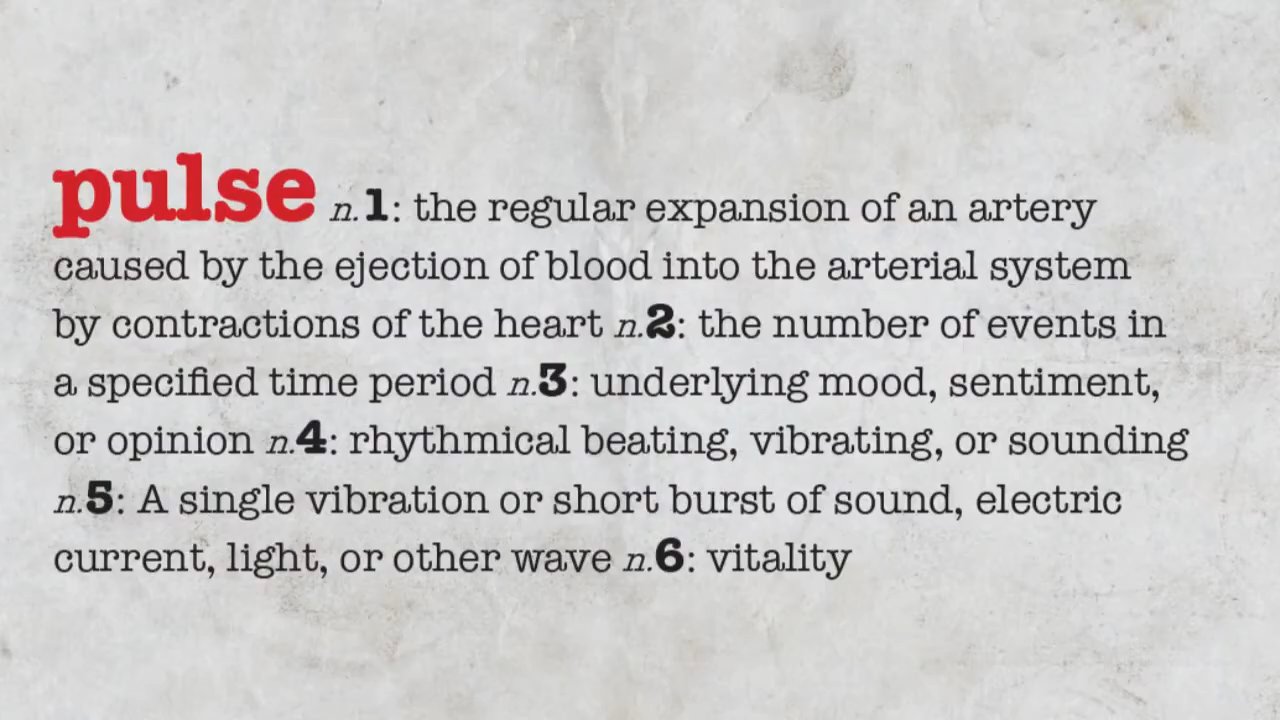 pulse n.1: the regular expansion of an artery
caused by the ejection of blood into the arterial system
by contractions of the heart n.2: the number of events in
a specified time period n.3: underlying mood, sentiment,
or opinion n.4: rhythmical beating, vibrating, or sounding
n.5: A single vibration or short burst of sound, electric
current, light, or other wave n.6: vitality